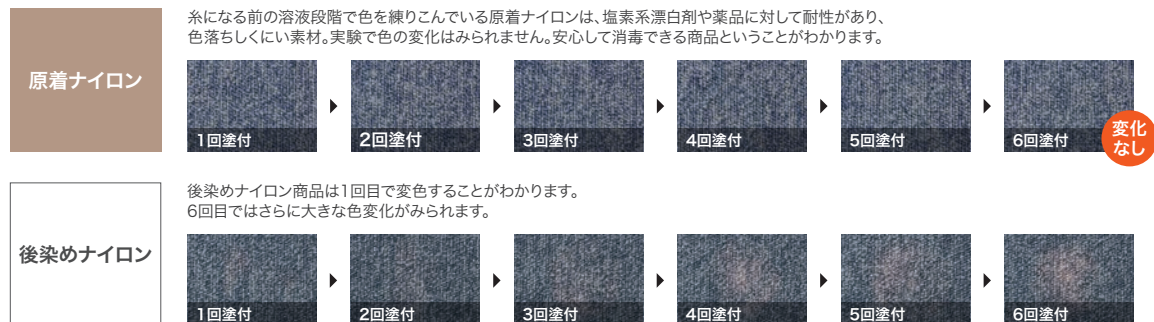 原着ナイロン
糸になる前の溶液段階で色を練りこんでいる原着ナイロンは、塩素系漂白剤や薬品に対して耐性があり、
色落ちしくにい素材。実験で色の変化はみられません。安心して消毒できる商品ということがわかります。
1回塗付
2回塗付
3回塗付
4回塗付
5回塗付
6回塗付
変化
なし
後染めナイロン
後染めナイロン商品は1回目で変色することがわかります。
6回目ではさらに大きな色変化がみられます。
1回塗付
2回塗付
3回塗付
4回塗付
5回塗付
6回塗付